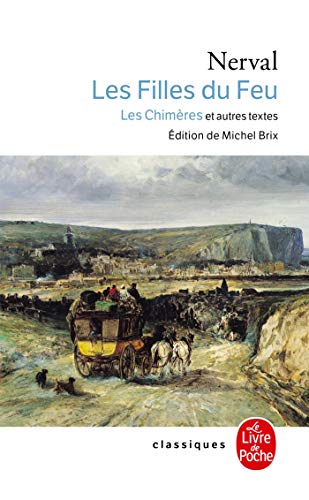 Nerval
Les Filles du Feu
Les Chimères et autres textes
Édition de Michel Brix
classiques
Le
Livre
de
Poche